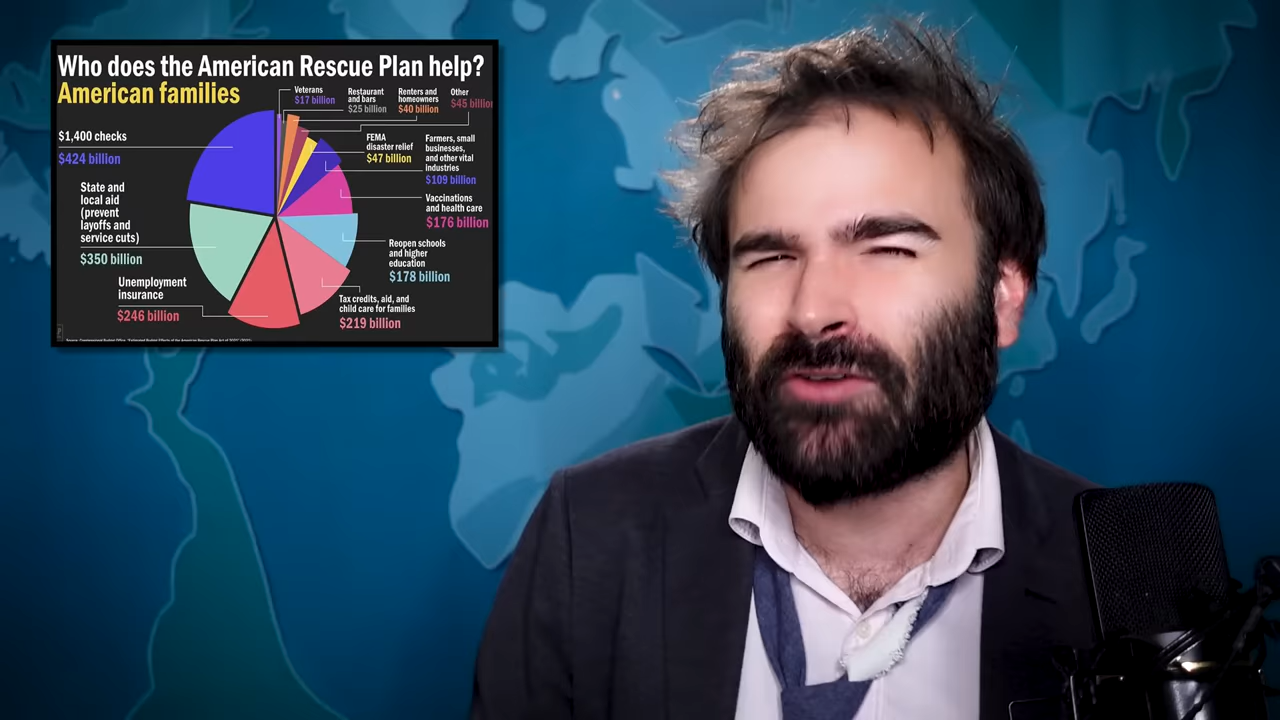 Who does the American Rescue Plan help?
American families
Veterans
$17 billion
Restaurant
and bars
$25 billion
Renters and
homeowners
$40 billion
Other
$45 billion
$1,400 checks
$424 billion
FEMA
disaster relief
$47 billion
Farmers, small
businesses,
and other vital
industries
$109 billion
State and
local aid
(prevent
layoffs and
service cuts)
$350 billion
Vaccinations
and health care
$176 billion
Reopen schools
and higher
education
$178 billion
Unemployment
insurance
$246 billion
Tax credits, aid, and
child care for families
$219 billion